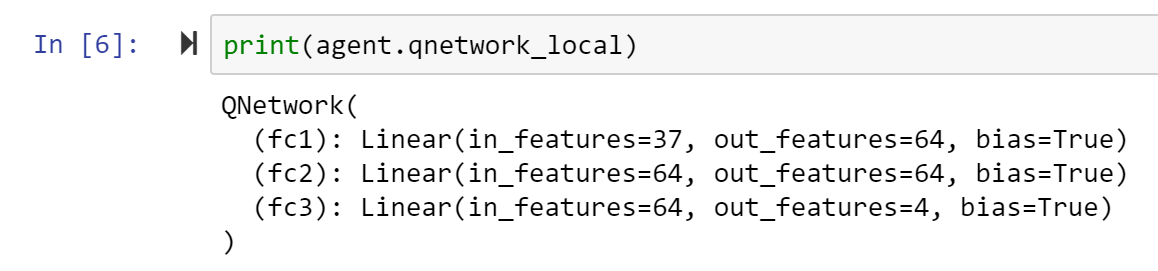 In [6]: print(agent.qnetwork_local)
QNetwork(
  (fc1): Linear(in_features=37, out_features=64, bias=True)
  (fc2): Linear(in_features=64, out_features=64, bias=True)
  (fc3): Linear(in_features=64, out_features=4, bias=True)
)